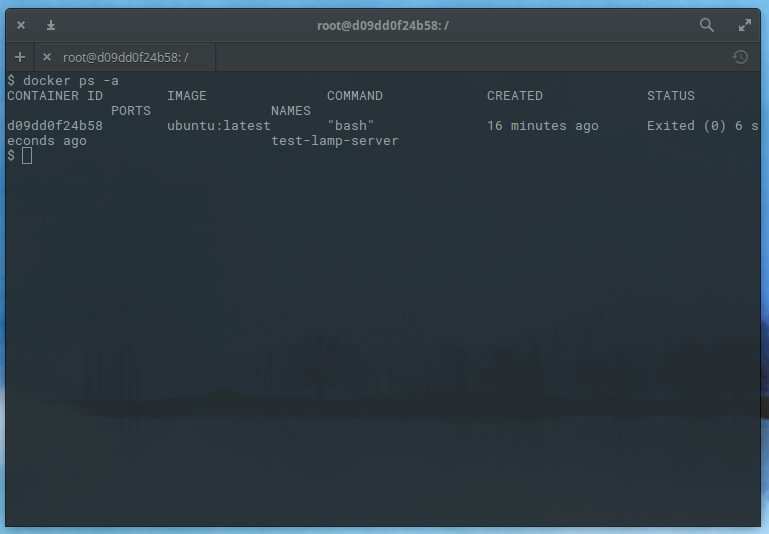 root@d09dd0f24b58: /
root@d09dd0f24b58: /
$ docker ps -a
CONTAINER ID        IMAGE               COMMAND             CREATED             STATUS
             PORTS               NAMES
d09dd0f24b58        ubuntu:latest       "bash"              16 minutes ago      Exited (0) 6 s
econds ago                       test-lamp-server
$